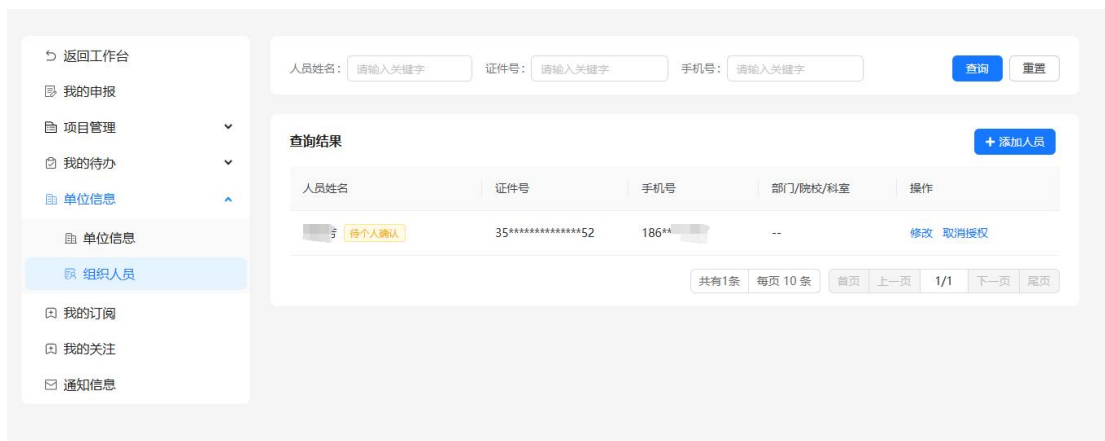 返回工作台
我的申报
项目管理
我的待办
单位信息
单位信息
组织人员
我的订阅
我的关注
通知信息
人员姓名： 请输入关键字 证件号： 请输入关键字 手机号： 请输入关键字 查询 重置
查询结果 + 添加人员
人员姓名 证件号 手机号 部门/院校/科室 操作
待个人确认 35**************52 186** -- 修改 取消授权
共有1条 每页 10 条 首页 上一页 1/1 下一页 尾页